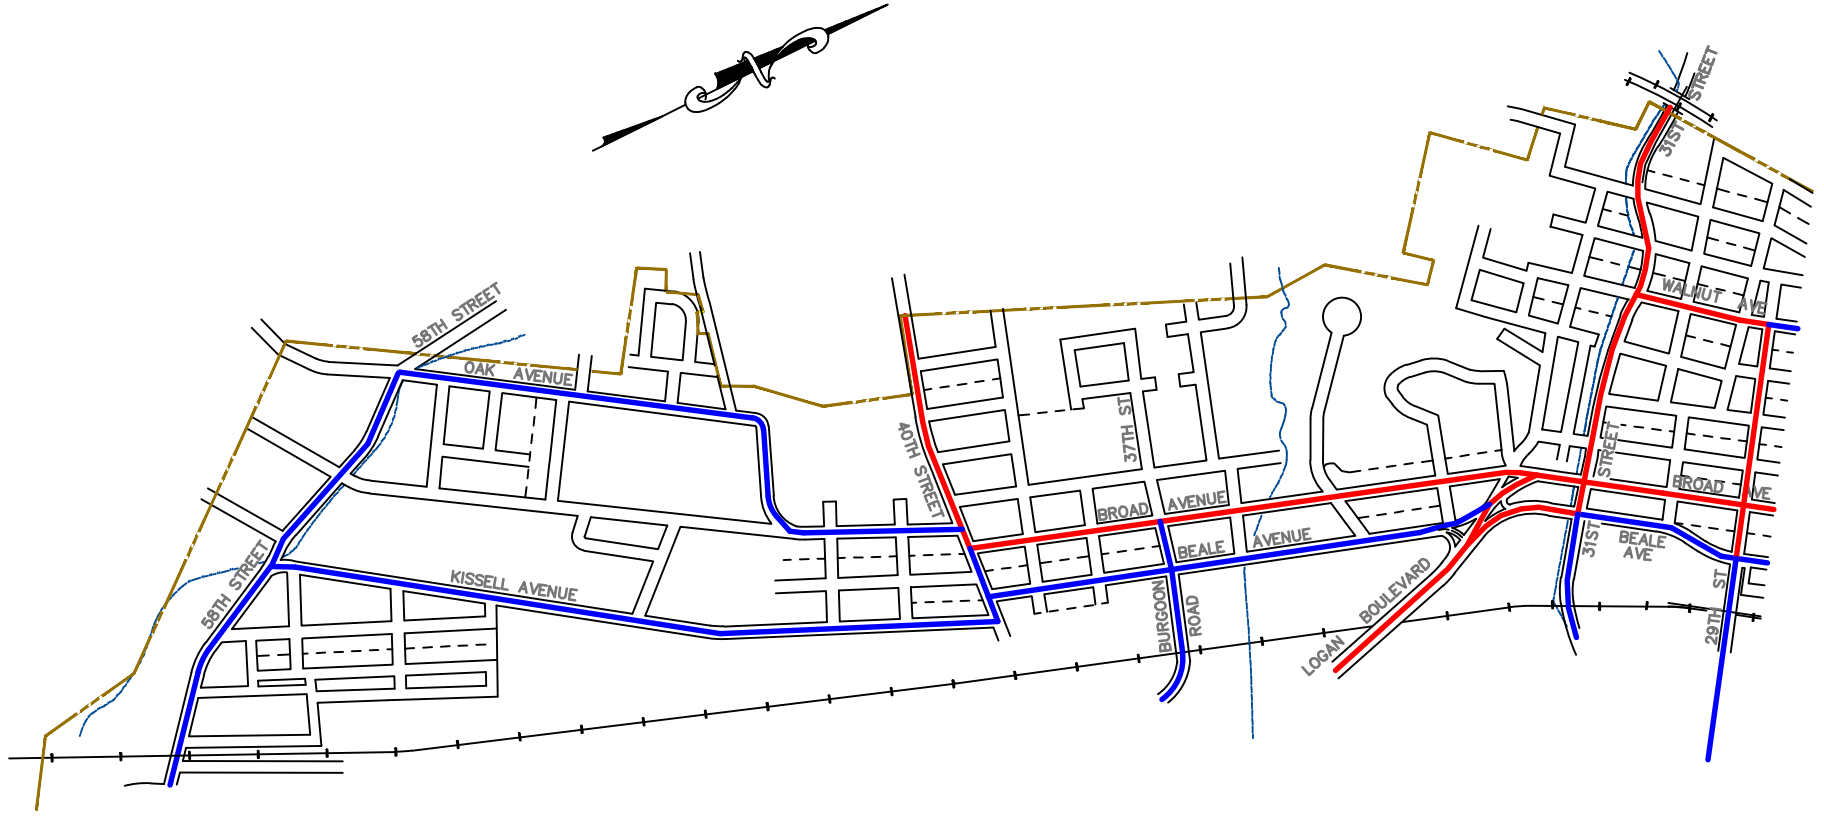 N
31ST
STREET
58TH STREET
WALNUT AVE
OAK AVENUE
40TH STREET
37TH ST
STREET
BROAD AVENUE
BROAD AVE
BEALE AVENUE
31ST
BEALE
AVE
58TH STREET
KISSELL AVENUE
BURGOON
ROAD
LOGAN BOULEVARD
29TH ST